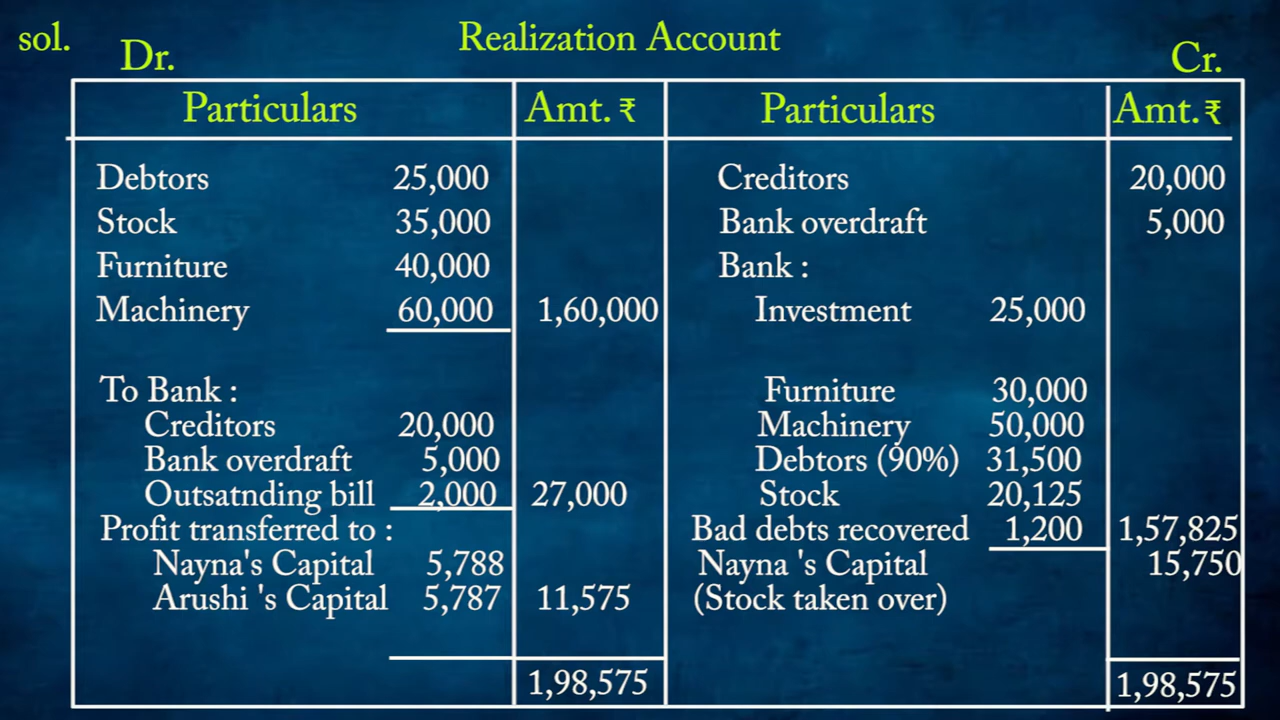 sol.
Realization Account
Dr.
Cr.
Particulars Amt. ₹ Particulars Amt. ₹
Debtors 25,000 Creditors 20,000
Stock 35,000 Bank overdraft 5,000
Furniture 40,000 Bank :
Machinery 60,000 1,60,000 Investment 25,000
To Bank : Furniture 30,000
Creditors 20,000 Machinery 50,000
Bank overdraft 5,000 Debtors (90%) 31,500
Outsatnding bill 2,000 27,000 Stock 20,125
Profit transferred to : Bad debts recovered 1,200 1,57,825
Nayna's Capital 5,788 Nayna 's Capital 15,750
Arushi 's Capital 5,787 11,575 (Stock taken over)
1,98,575 1,98,575